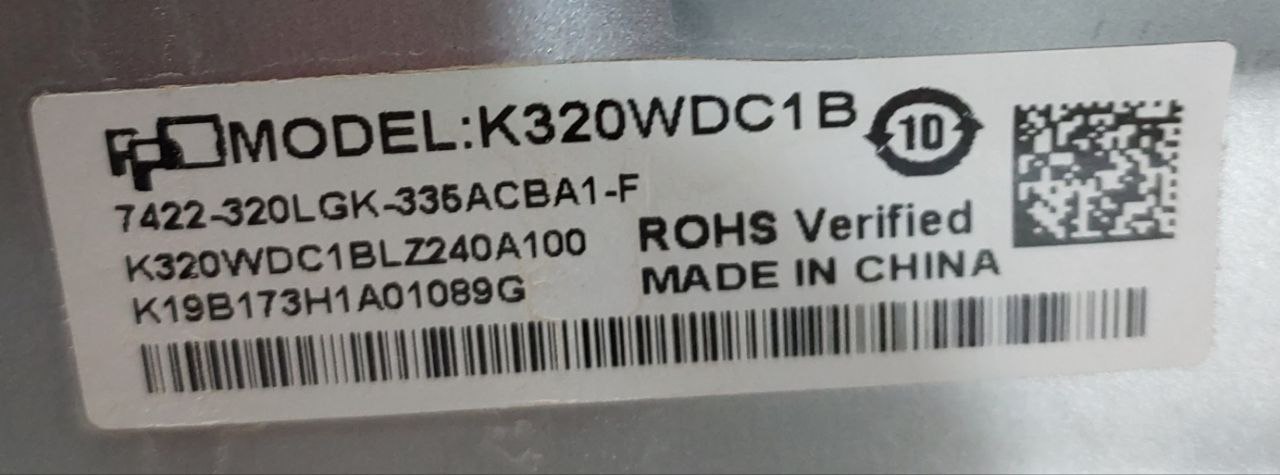 MODEL:K320WDC1B
10
7422-320LGK-335ACBA1-F
K320WDC1BLZ240A100
K19B173H1A01089G
ROHS Verified
MADE IN CHINA